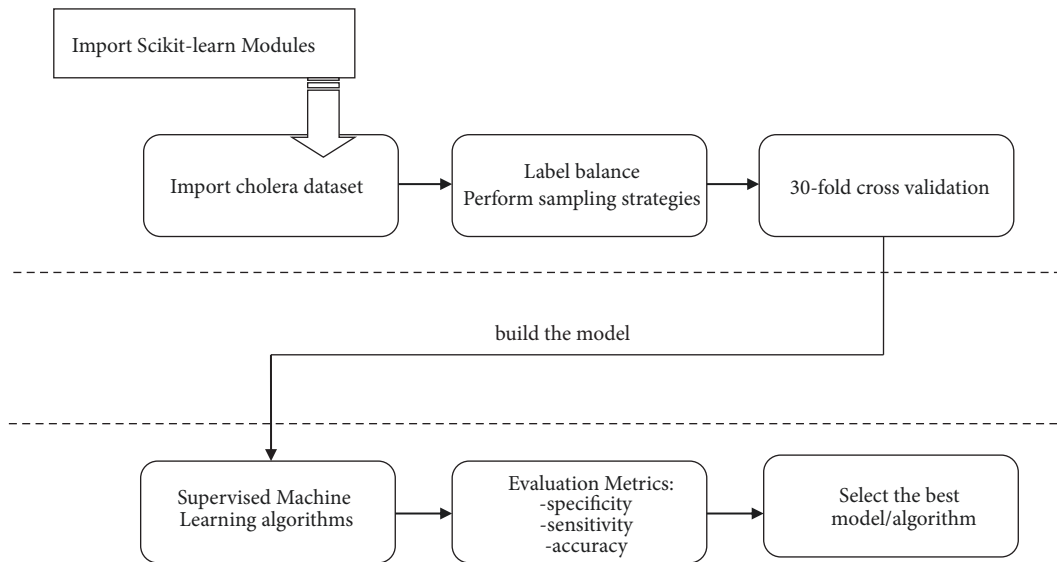 Import Scikit-learn Modules
Import cholera dataset
Label balance
Perform sampling strategies
30-fold cross validation
build the model
Supervised Machine
Learning algorithms
Evaluation Metrics:
-specificity
-sensitivity
-accuracy
Select the best
model/algorithm